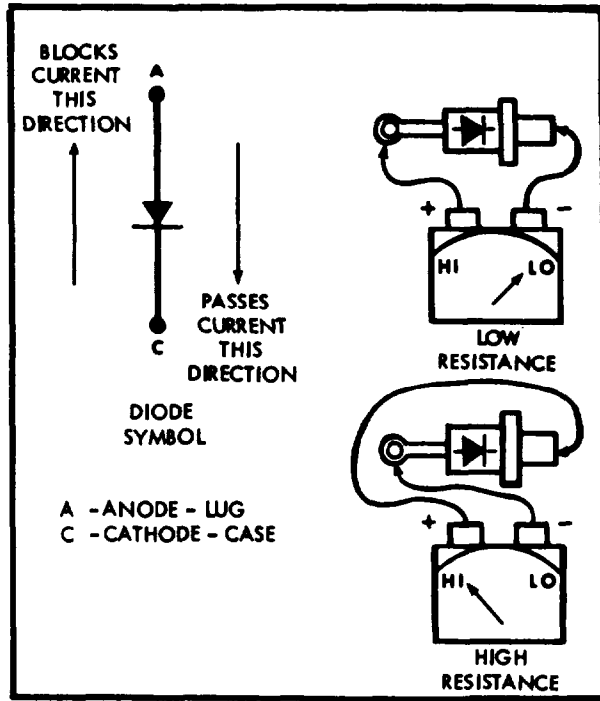 BLOCKS
CURRENT
THIS
DIRECTION
A
PASSES
CURRENT
THIS
DIRECTION
C
DIODE
SYMBOL
A - ANODE - LUG
C - CATHODE - CASE
+ -
HI LO
LOW
RESISTANCE
+ -
HI LO
HIGH
RESISTANCE